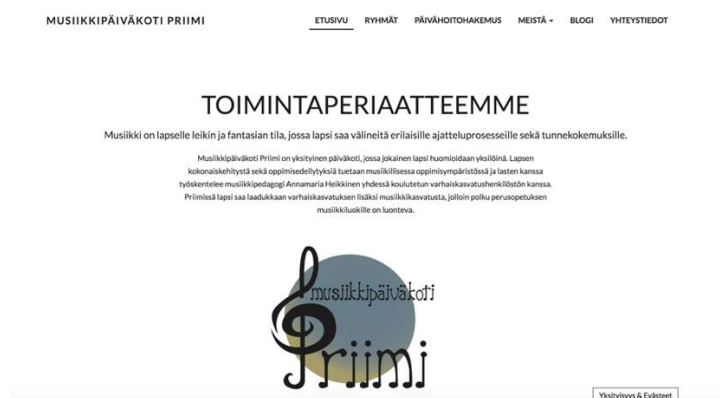 MUSIIKKIPÄIVÄKOTI PRIIMI
ETUSIVU RYHMÄT PÄIVÄHOITOHAKEMUS MEISTÄ BLOGI YHTEYSTIEDOT
TOIMINTAPERIAATTEEMME
Musiikki on lapselle leikin ja fantasian tila, jossa lapsi saa välineitä erilaisille ajatteluprosesseille sekä tunnekokemuksille.
Musiikkipäiväkoti Priimi on yksityinen päiväkoti, jossa jokainen lapsi huomioidaan yksilöinä. Lapsen
kokonaiskehitystä sekä oppimisedellytyksiä tuetaan musiikillisessa oppimisympäristössä ja lasten kanssa
työskentelee musiikkipedagogi Annamaria Heikkinen yhdessä koulutetun varhaiskasvatushenkilöstön kanssa.
Priimissä lapsi saa laadukkaan varhaiskasvatuksen lisäksi musiikkikasvatusta, jolloin polku perusopetuksen
musiikkiluokille on luonteva.
musiikkipäiväkoti
Priimi
Yksityisyys & Evästeet